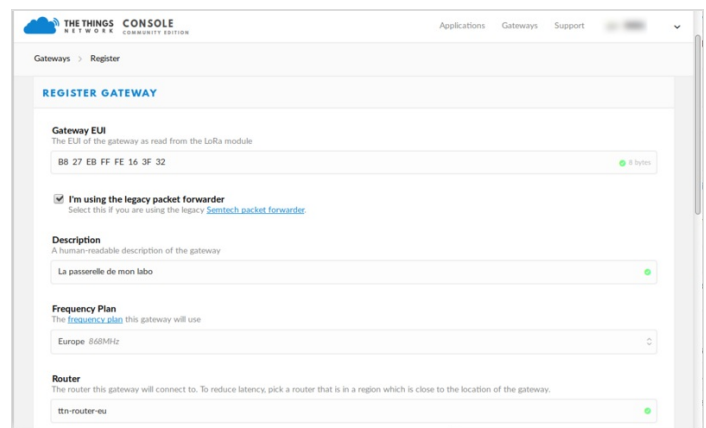 THE THINGS NETWORK CONSOLE COMMUNITY EDITION
Applications Gateways Support
Gateways > Register
REGISTER GATEWAY
Gateway EUI
The EUI of the gateway as read from the LoRa module
B8 27 EB FF FE 16 3F 32 8 bytes
I'm using the legacy packet forwarder
Select this if you are using the legacy Semtech packet forwarder.
Description
A human-readable description of the gateway
La passerelle de mon labo
Frequency Plan
The frequency plan this gateway will use
Europe 868MHz
Router
The router this gateway will connect to. To reduce latency, pick a router that is in a region which is close to the location of the gateway.
ttn-router-eu